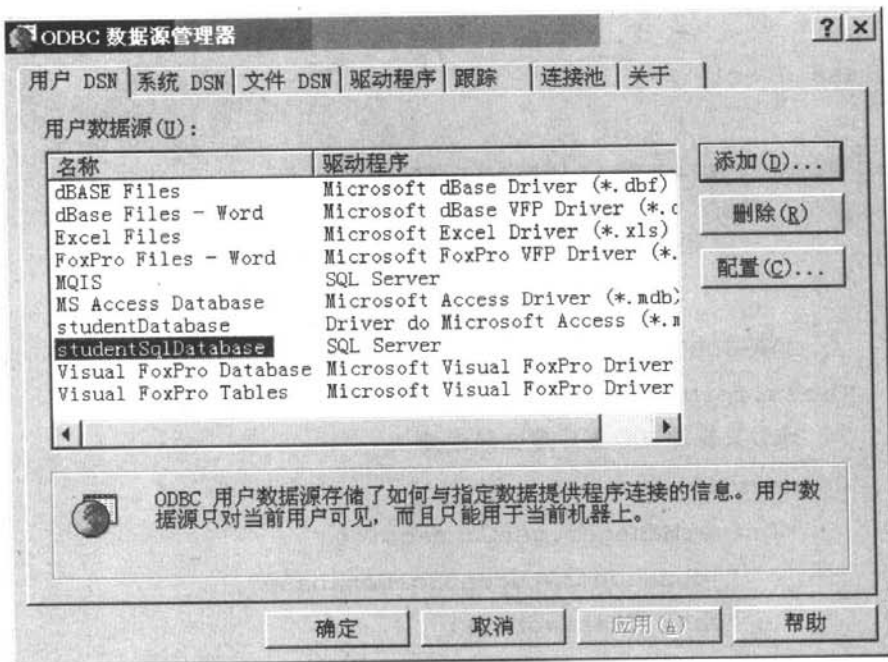 ODBC 数据源管理器
用户 DSN 系统 DSN 文件 DSN 驱动程序 跟踪 连接池 关于
用户数据源(U):
名称 驱动程序
dBASE Files Microsoft dBase Driver (*.dbf)
dBase Files - Word Microsoft dBase VFP Driver (*.d
Excel Files Microsoft Excel Driver (*.xls)
FoxPro Files - Word Microsoft FoxPro VFP Driver (*.
MQIS SQL Server
MS Access Database Microsoft Access Driver (*.mdb)
studentDatabase Driver do Microsoft Access (*.m
studentSqlDatabase SQL Server
Visual FoxPro Database Microsoft Visual FoxPro Driver
Visual FoxPro Tables Microsoft Visual FoxPro Driver
添加(D)...
删除(R)
配置(C)...
ODBC 用户数据源存储了如何与指定数据提供程序连接的信息。用户数
据源只对当前用户可见，而且只能用于当前机器上。
确定 取消 应用(A) 帮助